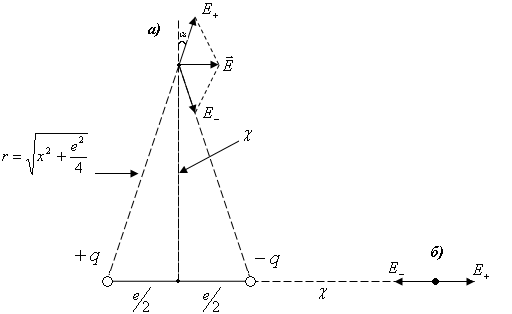 а)
E₊
α
E⃗
E₋
χ
r = √(x² + e²/4)
+q
−q
б)
E₋
E₊
e/2
e/2
χ